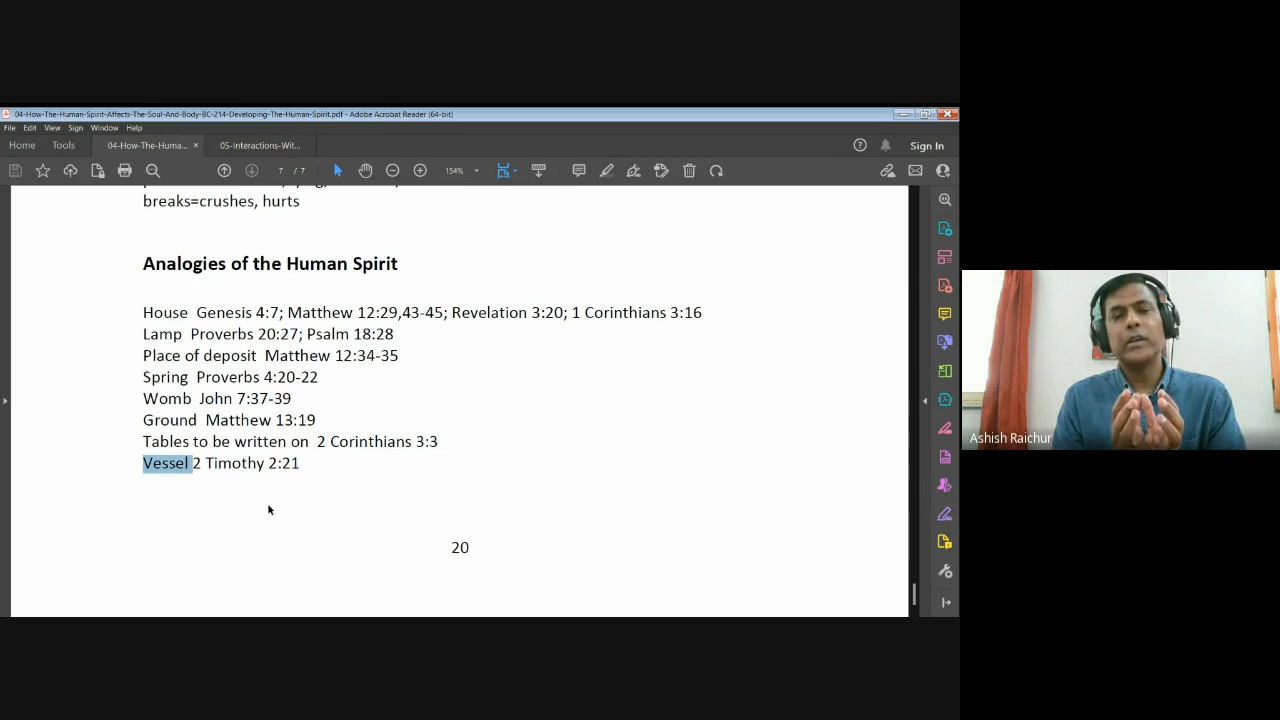 04-How-The-Human-Spirit-Affects-The-Soul-And-Body-BC-214-Developing-The-Human-Spirit.pdf - Adobe Acrobat Reader (64-bit)
File Edit View Sign Window Help
Home Tools 04-How-The-Huma... × 05-Interactions-Wit... Sign In
7 / 7 154%
breaks=crushes, hurts
Analogies of the Human Spirit
House Genesis 4:7; Matthew 12:29,43-45; Revelation 3:20; 1 Corinthians 3:16
Lamp Proverbs 20:27; Psalm 18:28
Place of deposit Matthew 12:34-35
Spring Proverbs 4:20-22
Womb John 7:37-39
Ground Matthew 13:19
Tables to be written on 2 Corinthians 3:3
Vessel 2 Timothy 2:21
20
Ashish Raichur